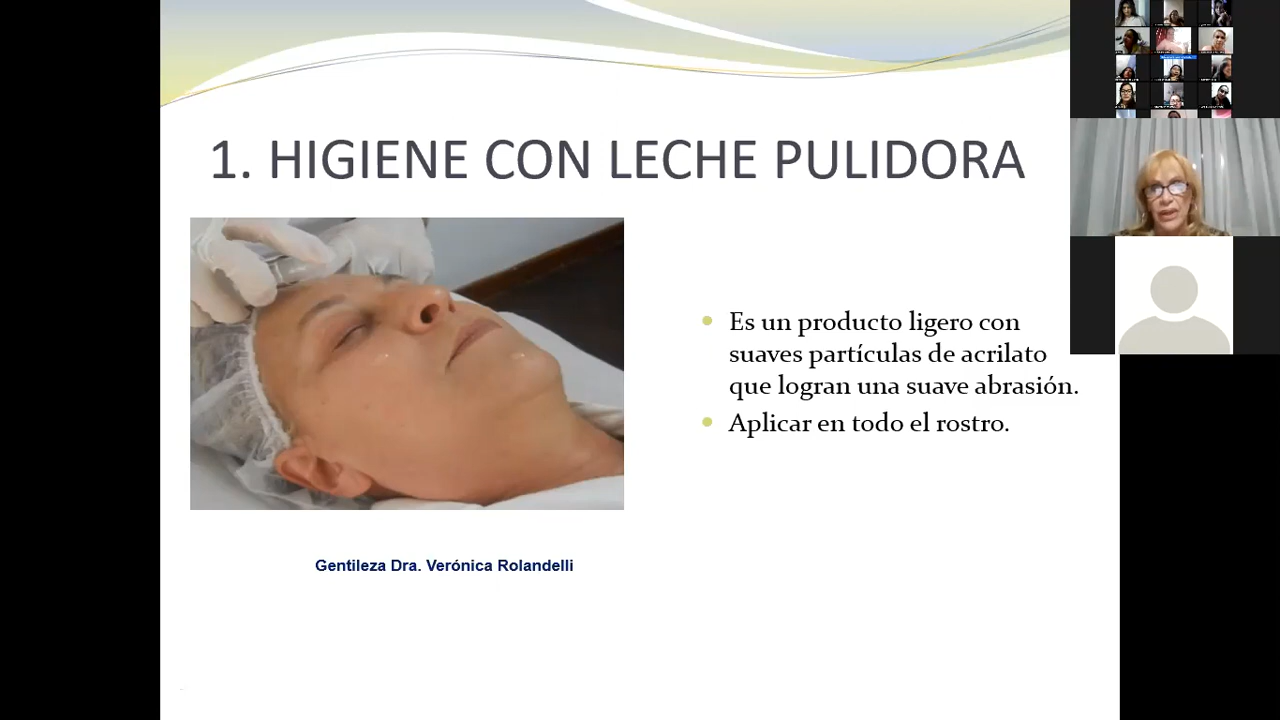 1. HIGIENE CON LECHE PULIDORA
Es un producto ligero con
suaves partículas de acrilato
que logran una suave abrasión.
Aplicar en todo el rostro.
Gentileza Dra. Verónica Rolandelli